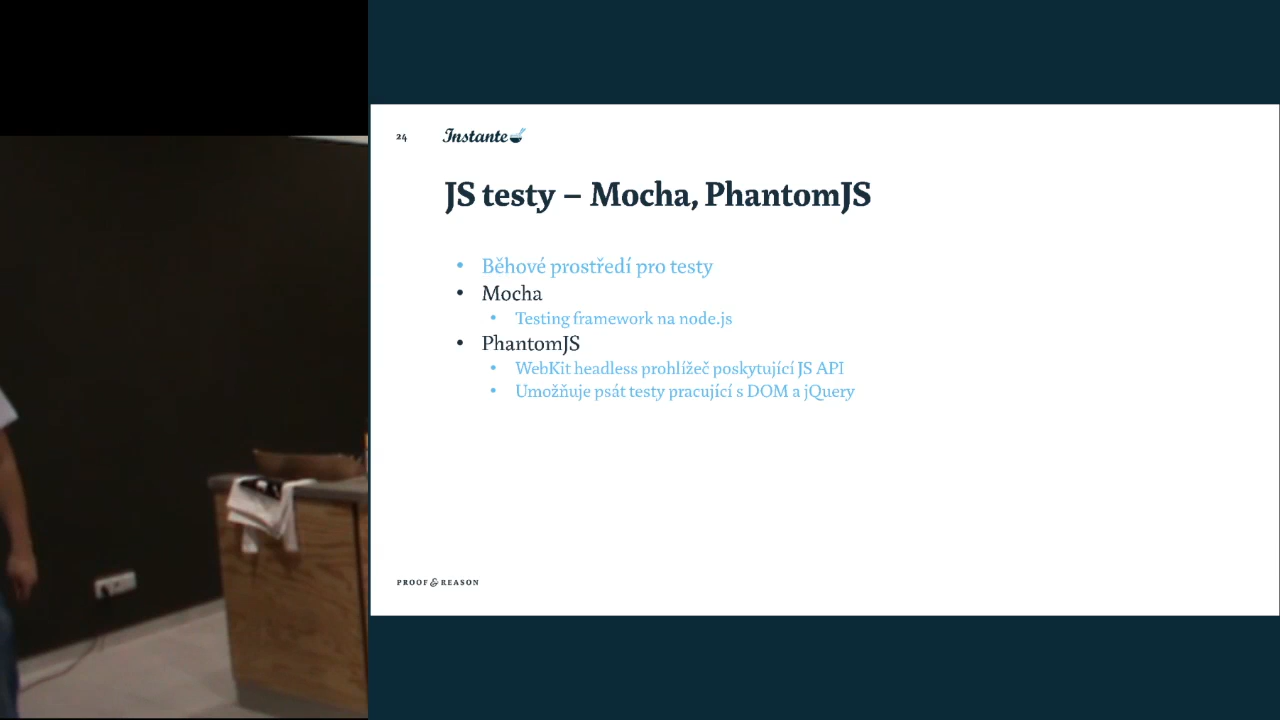 24
Instante
JS testy – Mocha, PhantomJS
• Běhové prostředí pro testy
• Mocha
• Testing framework na node.js
• PhantomJS
• WebKit headless prohlížeč poskytující JS API
• Umožňuje psát testy pracující s DOM a jQuery
PROOF & REASON